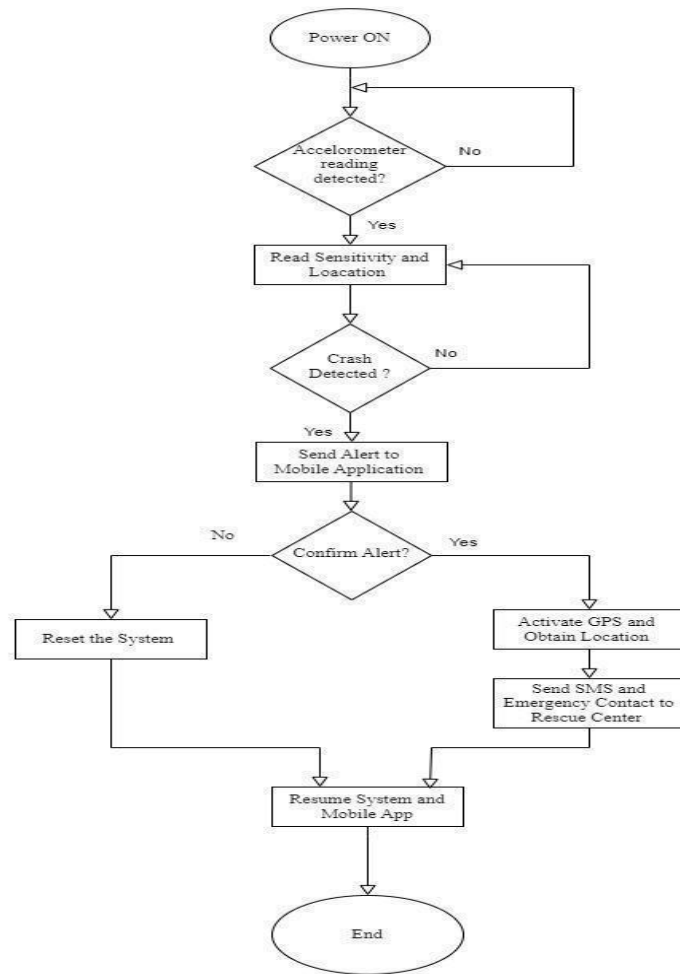 Power ON
Accelorometer
reading
detected?
No
Yes
Read Sensitivity and
Loacation
Crash
Detected ?
No
Yes
Send Alert to
Mobile Application
No
Confirm Alert?
Yes
Reset the System
Activate GPS and
Obtain Location
Send SMS and
Emergency Contact to
Rescue Center
Resume System and
Mobile App
End